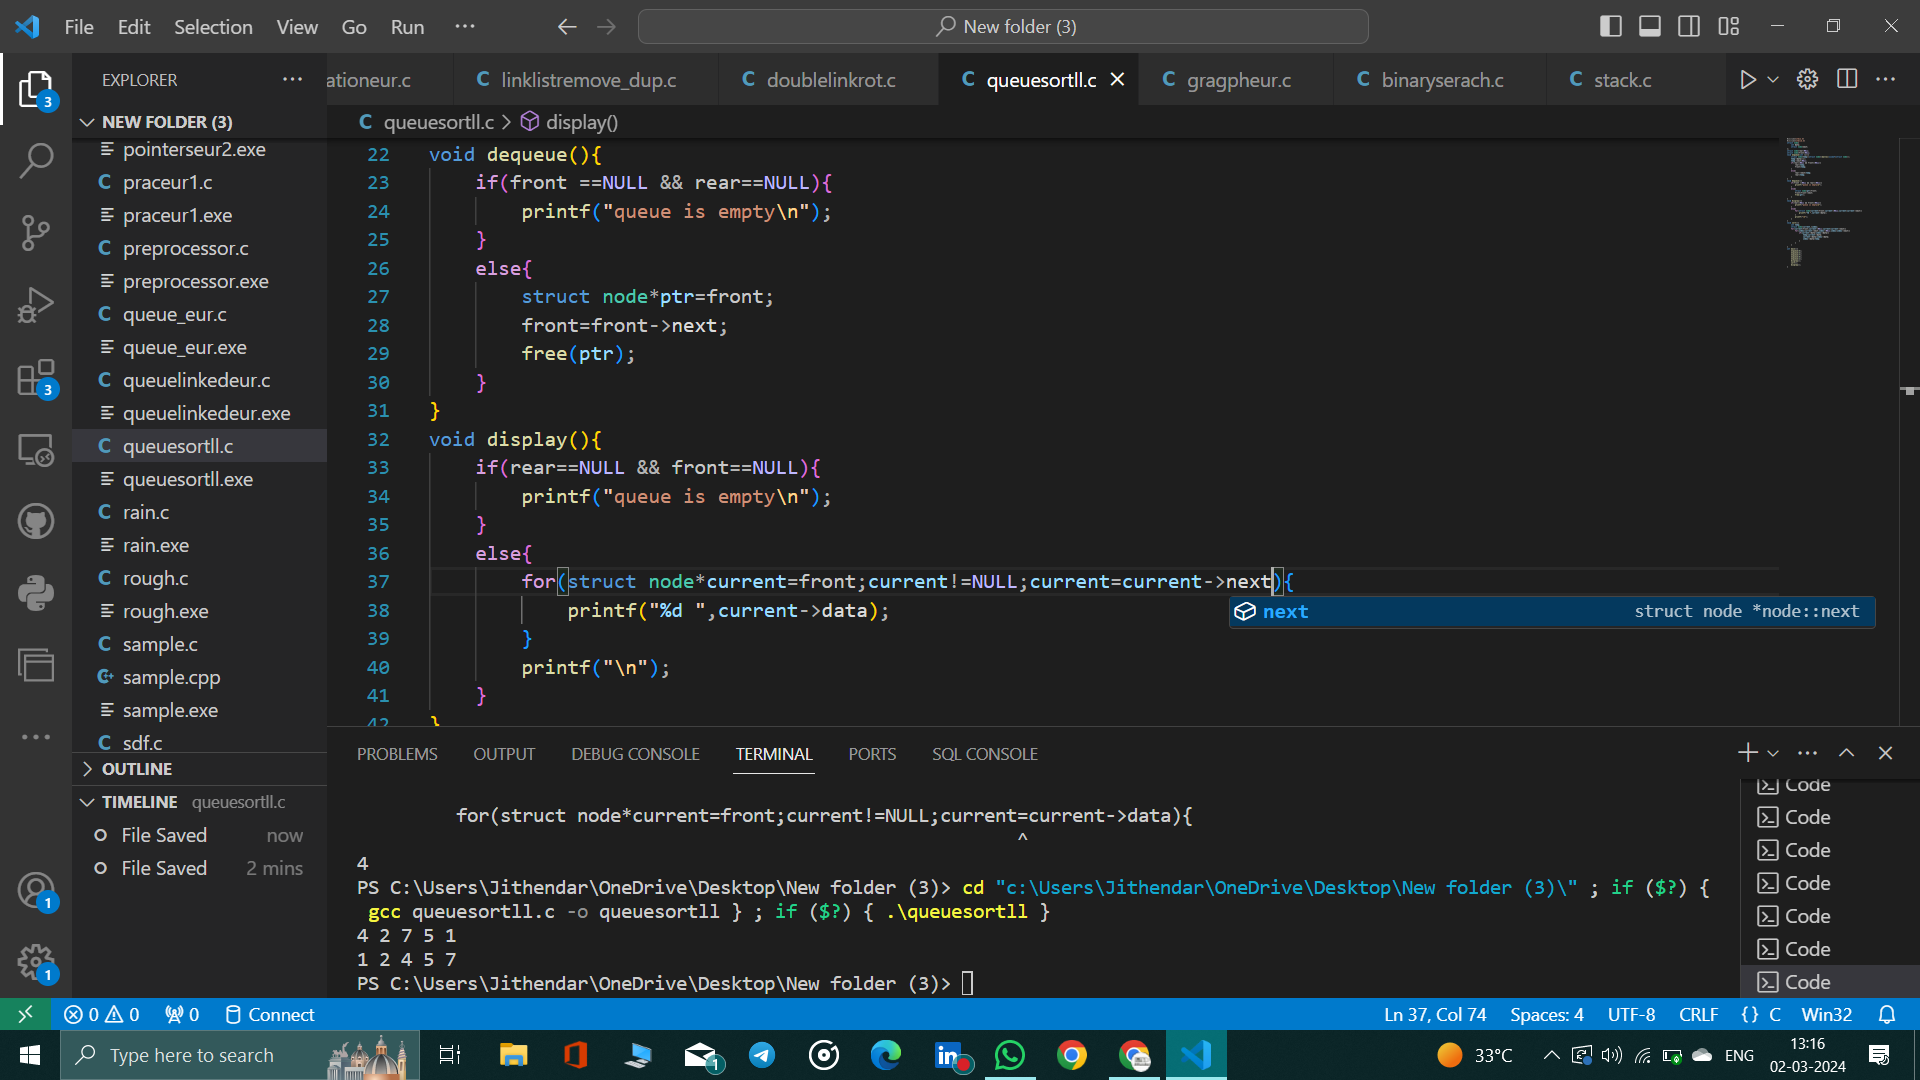 File Edit Selection View Go Run ··· New folder (3)
EXPLORER ···
ationeur.c linklistremove_dup.c doublelinkrot.c queuesortll.c gragpheur.c binaryserach.c stack.c
NEW FOLDER (3)
pointerseur2.exe
praceur1.c
praceur1.exe
preprocessor.c
preprocessor.exe
queue_eur.c
queue_eur.exe
queuelinkedeur.c
queuelinkedeur.exe
queuesortll.c
queuesortll.exe
rain.c
rain.exe
rough.c
rough.exe
sample.c
sample.cpp
sample.exe
sdf.c
OUTLINE
TIMELINE queuesortll.c
File Saved now
File Saved 2 mins
3
3
1
1
queuesortll.c > display()
22 void dequeue(){
23 if(front ==NULL && rear==NULL){
24 printf("queue is empty\n");
25 }
26 else{
27 struct node*ptr=front;
28 front=front->next;
29 free(ptr);
30 }
31 }
32 void display(){
33 if(rear==NULL && front==NULL){
34 printf("queue is empty\n");
35 }
36 else{
37 for(struct node*current=front;current!=NULL;current=current->next){
38 printf("%d ",current->data);
next struct node *node::next
39 }
40 printf("\n");
41 }
42 }
PROBLEMS OUTPUT DEBUG CONSOLE TERMINAL PORTS SQL CONSOLE
for(struct node*current=front;current!=NULL;current=current->data){
^
4
PS C:\Users\Jithendar\OneDrive\Desktop\New folder (3)> cd "c:\Users\Jithendar\OneDrive\Desktop\New folder (3)\" ; if ($?) {
gcc queuesortll.c -o queuesortll } ; if ($?) { .\queuesortll }
4 2 7 5 1
1 2 4 5 7
PS C:\Users\Jithendar\OneDrive\Desktop\New folder (3)>
Code
Code
Code
Code
Code
Code
Code
0 0 0 Connect Ln 37, Col 74 Spaces: 4 UTF-8 CRLF {} C Win32
Type here to search 1 33°C ENG 13:16
02-03-2024